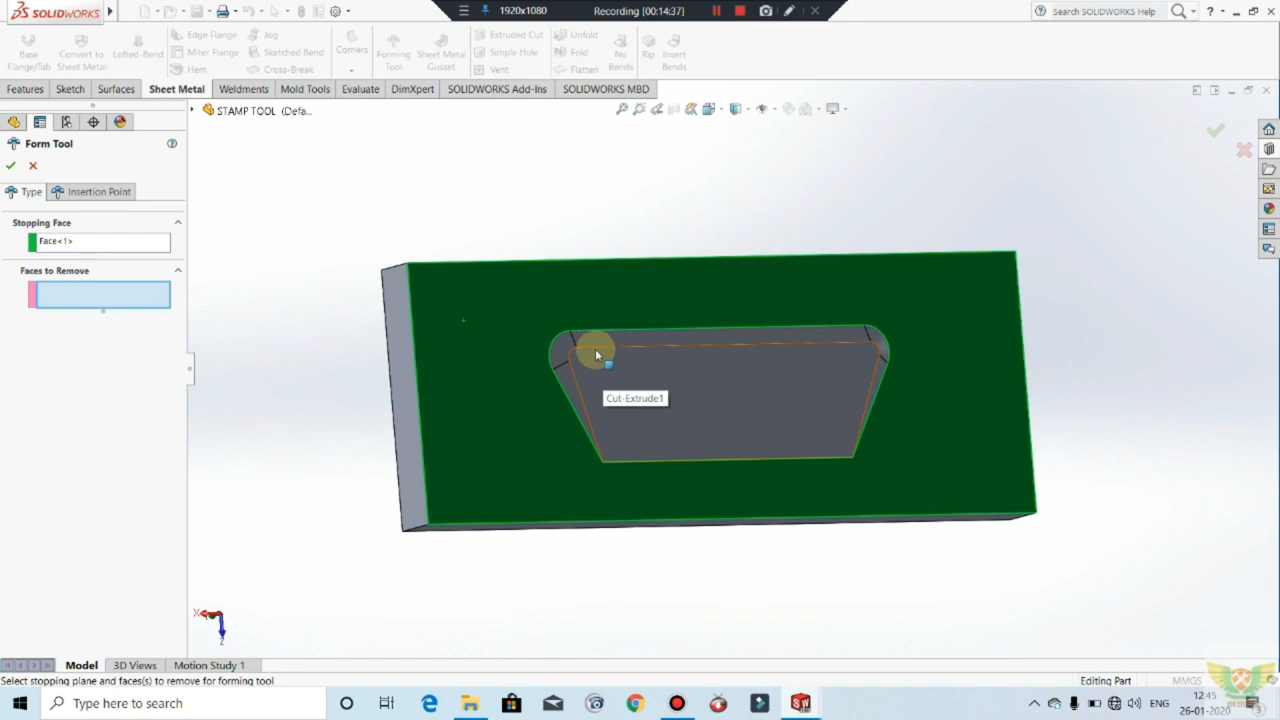 1920x1080
Recording [00:14:37]
SOLIDWORKS
Search SOLIDWORKS Help
?
Edge Flange
Jog
Extruded Cut
Unfold
Base
Flange/Tab
Convert to
Sheet Metal
Lofted-Bend
Miter Flange
Sketched Bend
Corners
Forming
Tool
Sheet Metal
Gusset
Simple Hole
Fold
No
Bends
Rip
Insert
Bends
Hem
Cross-Break
Vent
Flatten
Features
Sketch
Surfaces
Sheet Metal
Weldments
Mold Tools
Evaluate
DimXpert
SOLIDWORKS Add-Ins
SOLIDWORKS MBD
STAMP TOOL (Defa...
Form Tool
Type
Insertion Point
Stopping Face
Face<1>
Faces to Remove
Cut-Extrude1
X
Z
Model
3D Views
Motion Study 1
Select stopping plane and faces(s) to remove for forming tool
Editing Part
MMGS
Type here to search
ENG
12:45
26-01-2020